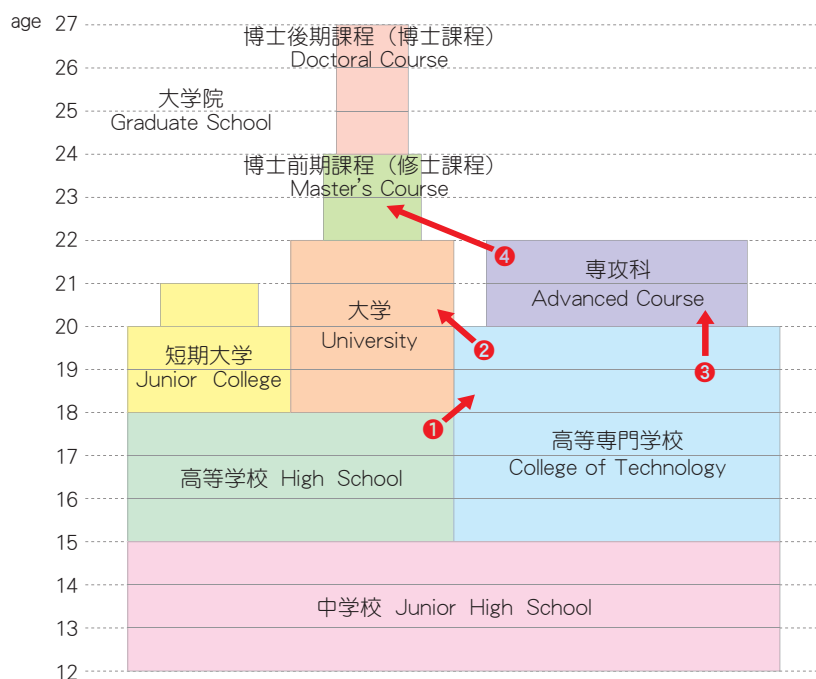 age 27
博士後期課程（博士課程）
Doctoral Course
26
大学院
25
Graduate School
24
博士前期課程（修士課程）
Master's Course
23
22
❹
専攻科
Advanced Course
21
大学
University
20
❷
短期大学
Junior College
19
❸
18
❶
高等専門学校
College of Technology
17
高等学校 High School
16
15
14
中学校 Junior High School
13
12